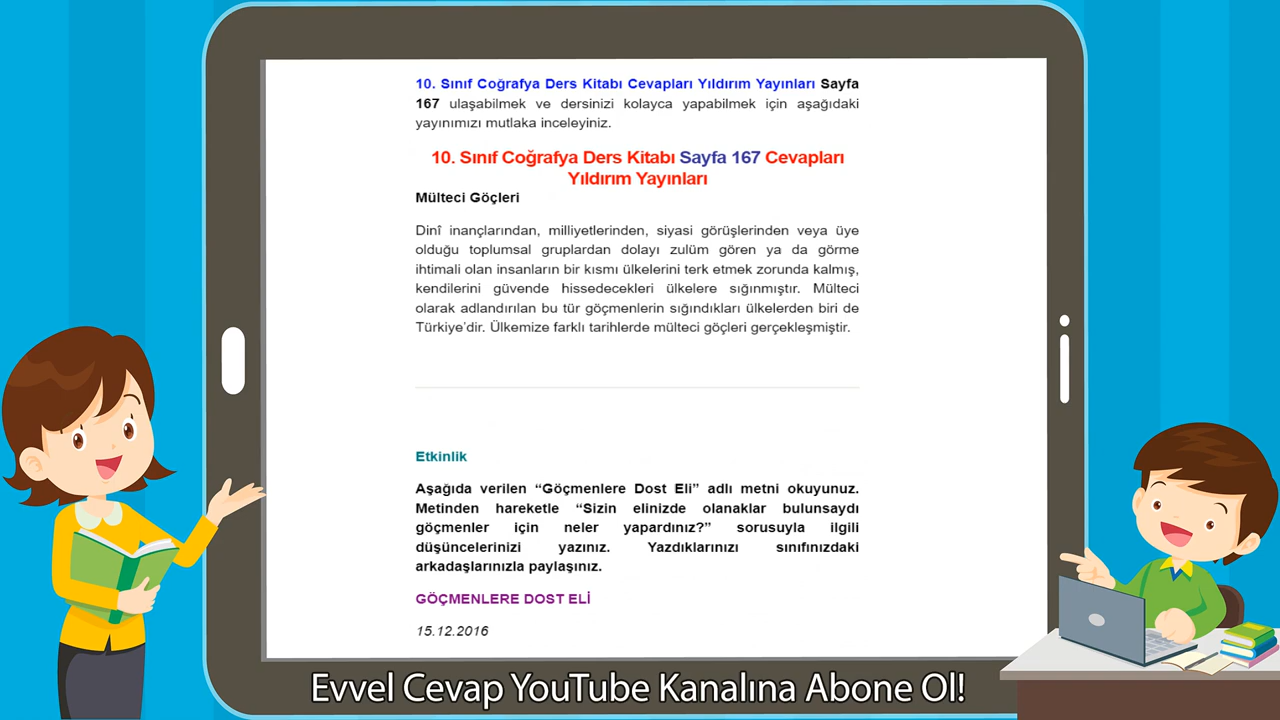 10. Sınıf Coğrafya Ders Kitabı Cevapları Yıldırım Yayınları Sayfa
167 ulaşabilmek ve dersinizi kolayca yapabilmek için aşağıdaki
yayınımızı mutlaka inceleyiniz.
10. Sınıf Coğrafya Ders Kitabı Sayfa 167 Cevapları
Yıldırım Yayınları
Mülteci Göçleri
Dinî inançlarından, milliyetlerinden, siyasi görüşlerinden veya üye
olduğu toplumsal gruplardan dolayı zulüm gören ya da görme
ihtimali olan insanların bir kısmı ülkelerini terk etmek zorunda kalmış,
kendilerini güvende hissedecekleri ülkelere sığınmıştır. Mülteci
olarak adlandırılan bu tür göçmenlerin sığındıkları ülkelerden biri de
Türkiye’dir. Ülkemize farklı tarihlerde mülteci göçleri gerçekleşmiştir.
Etkinlik
Aşağıda verilen “Göçmenlere Dost Eli” adlı metni okuyunuz.
Metinden hareketle “Sizin elinizde olanaklar bulunsaydı
göçmenler için neler yapardınız?” sorusuyla ilgili
düşüncelerinizi yazınız. Yazdıklarınızı sınıfınızdaki
arkadaşlarınızla paylaşınız.
GÖÇMENLERE DOST ELİ
15.12.2016
Evvel Cevap YouTube Kanalına Abone Ol!